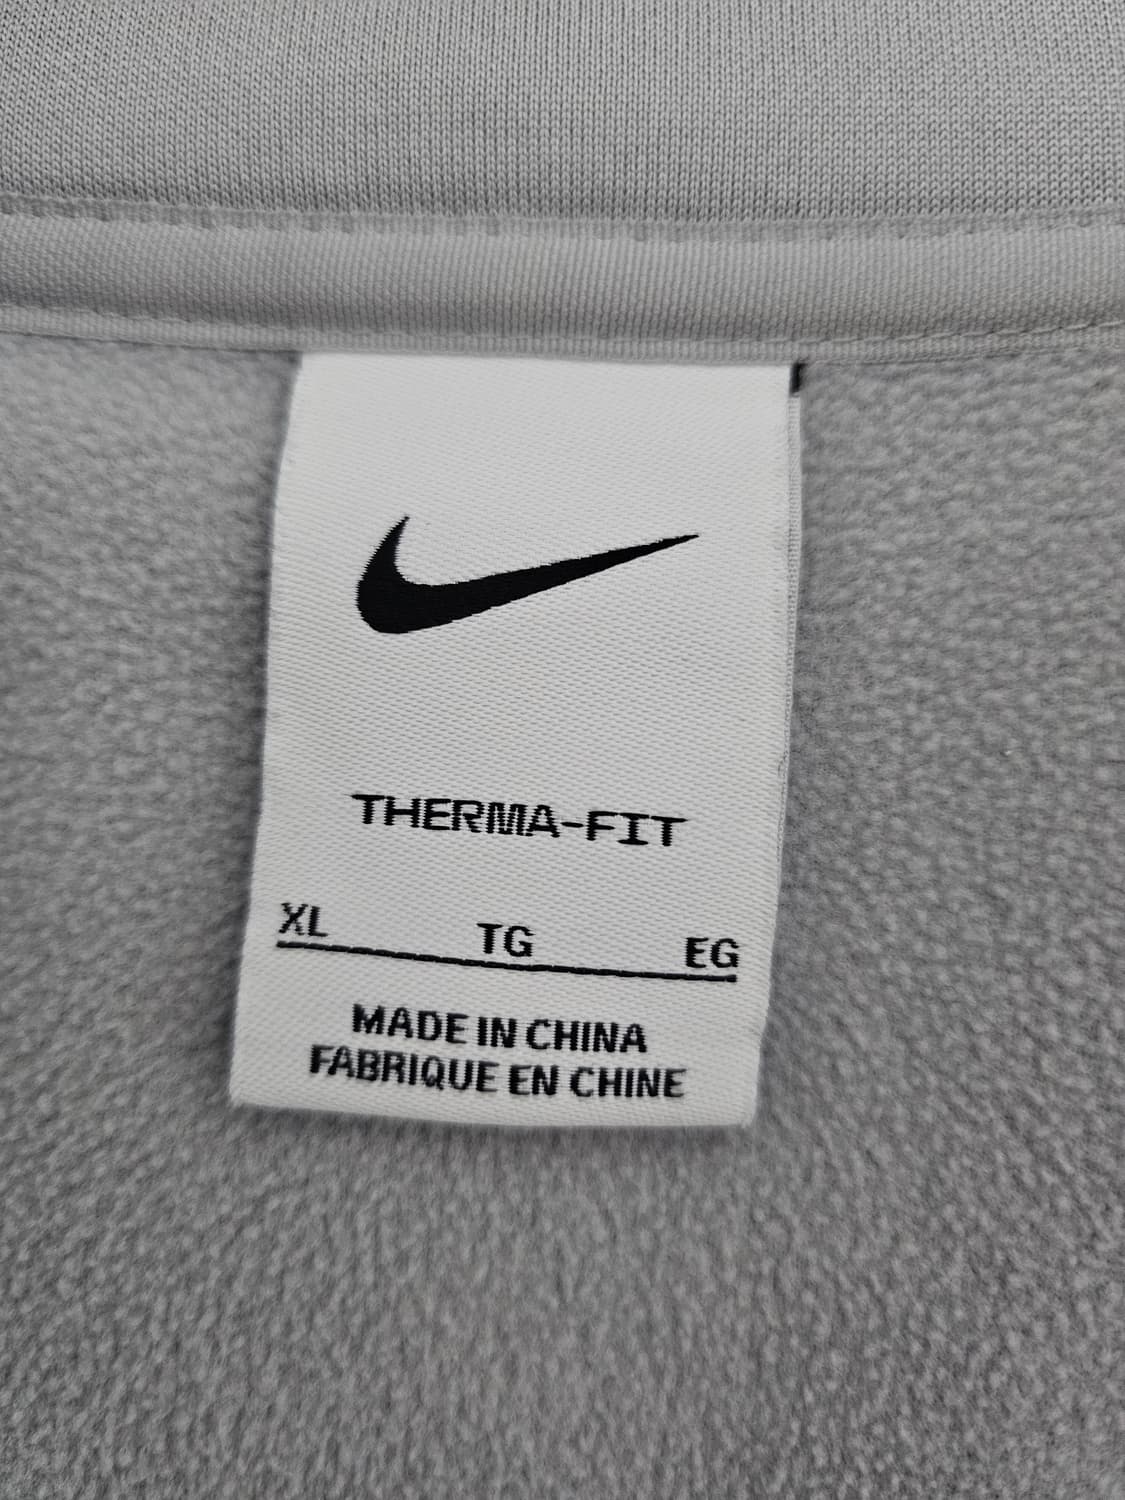 THERMA-FIT
XL TG EG
MADE IN CHINA
FABRIQUE EN CHINE